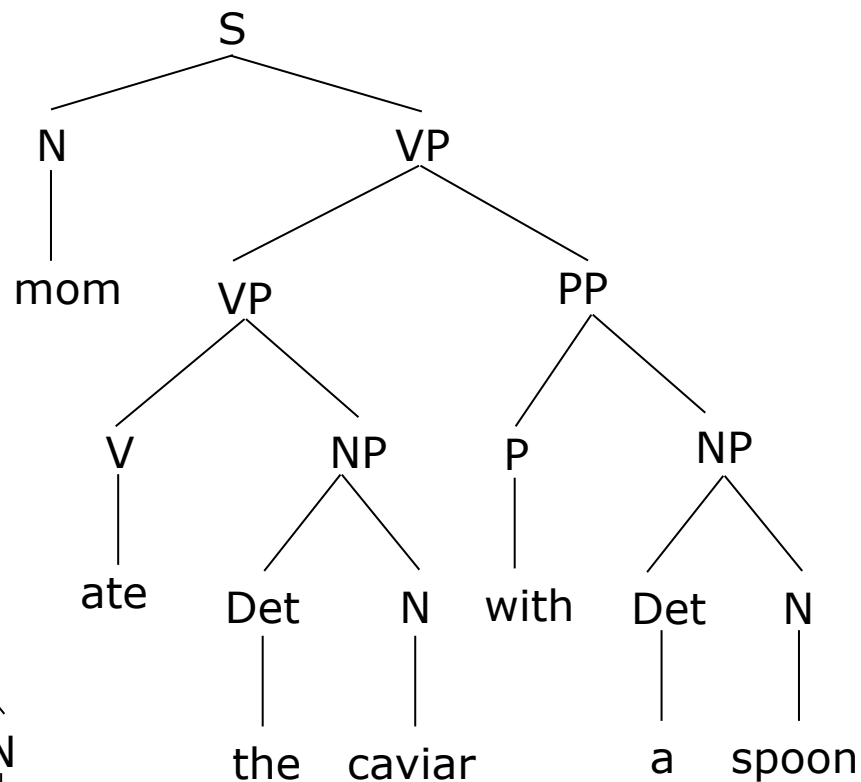 S
N VP
mom VP PP
V NP P NP
ate Det N with Det N
N the caviar a spoon